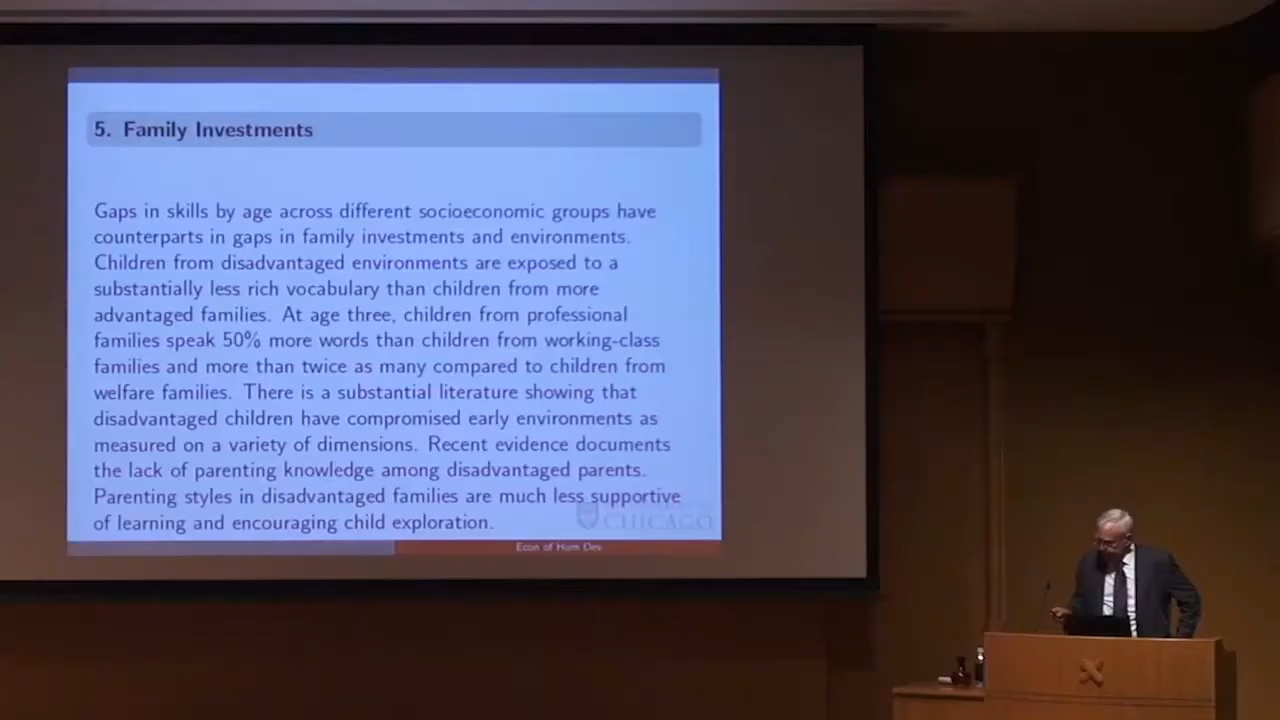 5. Family Investments
Gaps in skills by age across different socioeconomic groups have
counterparts in gaps in family investments and environments.
Children from disadvantaged environments are exposed to a
substantially less rich vocabulary than children from more
advantaged families. At age three, children from professional
families speak 50% more words than children from working-class
families and more than twice as many compared to children from
welfare families. There is a substantial literature showing that
disadvantaged children have compromised early environments as
measured on a variety of dimensions. Recent evidence documents
the lack of parenting knowledge among disadvantaged parents.
Parenting styles in disadvantaged families are much less supportive
of learning and encouraging child exploration.
CHICAGO
Econ of Hum Dev